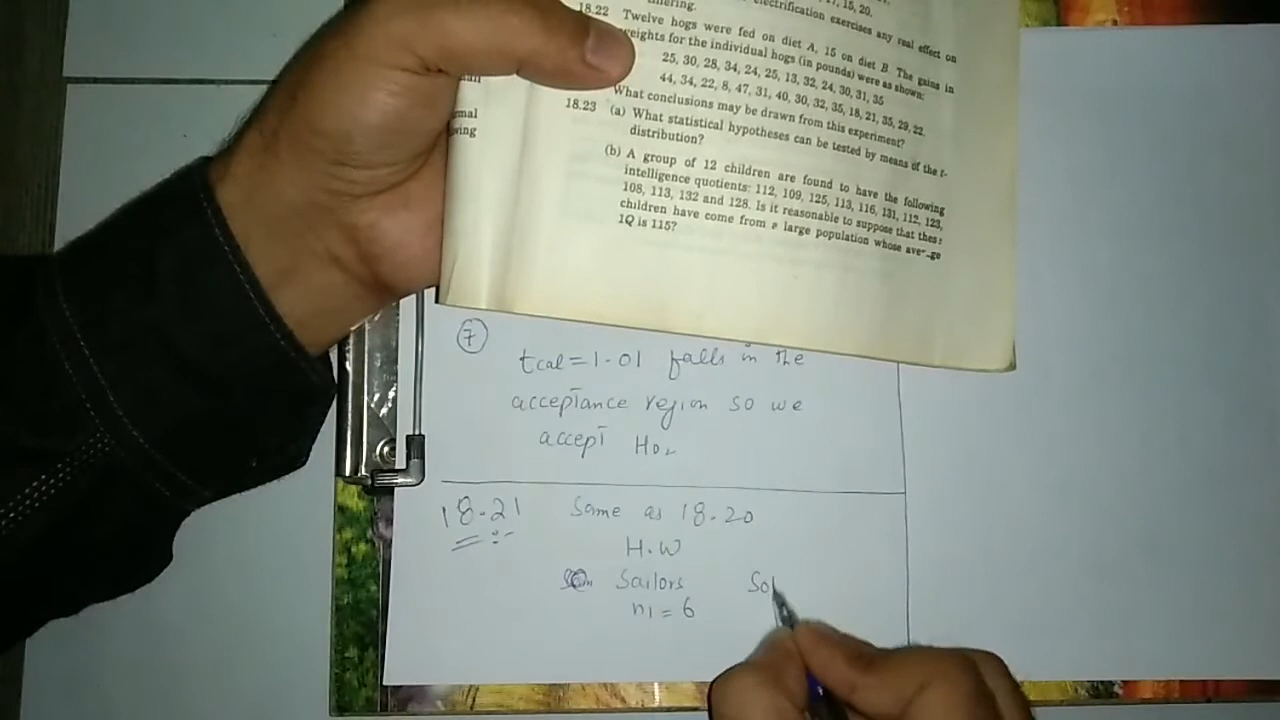 17, 15, 20.
electrification exercises any real effect on
18.22 Twelve hogs were fed on diet A, 15 on diet B. The gains in
weights for the individual hogs (in pounds) were as shown:
25, 30, 28, 34, 24, 25, 13, 32, 24, 30, 31, 35
44, 34, 22, 8, 47, 31, 40, 30, 32, 35, 18, 21, 35, 29, 22.
What conclusions may be drawn from this experiment?
18.23 (a) What statistical hypotheses can be tested by means of the t-
distribution?
(b) A group of 12 children are found to have the following
intelligence quotients: 112, 109, 125, 113, 116, 131, 112, 123,
108, 113, 132 and 128. Is it reasonable to suppose that these
children have come from a large population whose average
IQ is 115?
7
tcal = 1.01 falls in the
acceptance region so we
accept Ho
18.21 Same as 18.20
H.W
Sailors So
n1 = 6